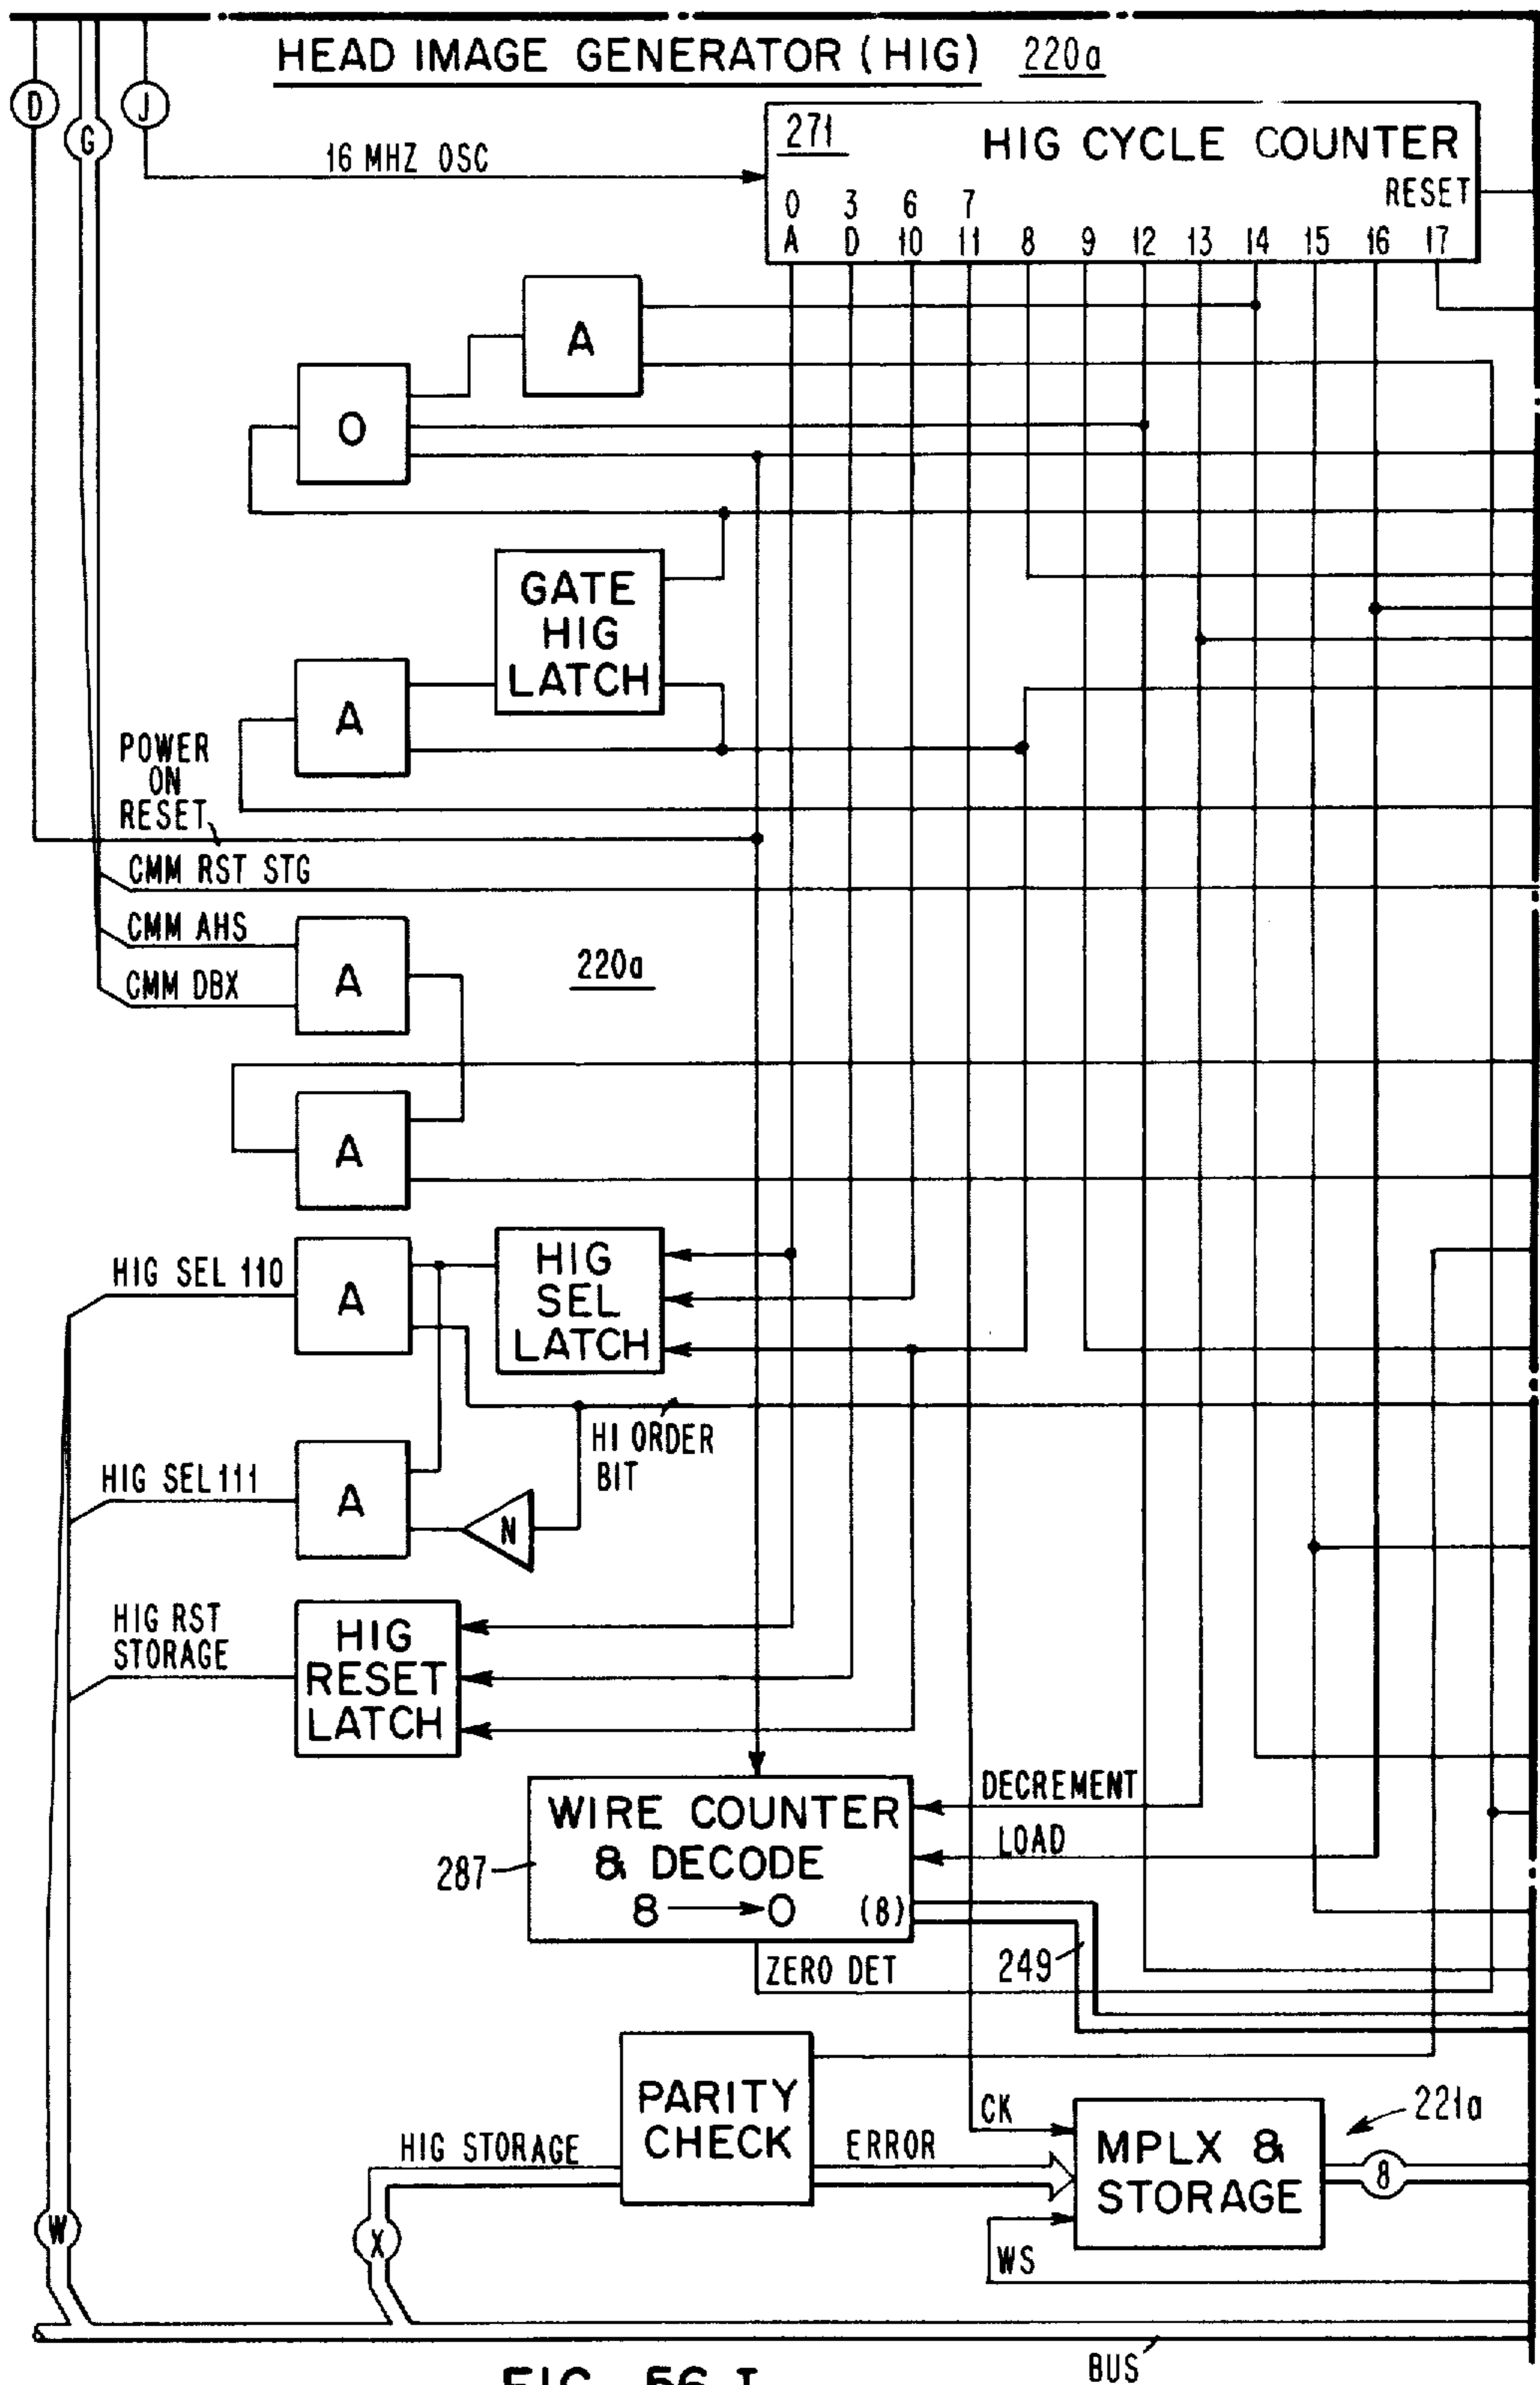 HEAD IMAGE GENERATOR (HIG) 220a
D
G
J
16 MHZ OSC
271 HIG CYCLE COUNTER
RESET
0 3 6 7
A D 10 11 8 9 12 13 14 15 16 17
A
O
GATE
HIG
LATCH
A
POWER
ON
RESET
CMM RST STG
CMM AHS
CMM DBX
A
220a
A
HIG SEL 110
A
HIG
SEL
LATCH
HI ORDER
BIT
HIG SEL 111
A
N
HIG RST
STORAGE
HIG
RESET
LATCH
DECREMENT
LOAD
WIRE COUNTER
& DECODE
8 → 0 (8)
287
249
ZERO DET
PARITY
CHECK
HIG STORAGE
ERROR
CK
MPLX &
STORAGE
221a
8
WS
W
X
BUS
FIG. 56 I